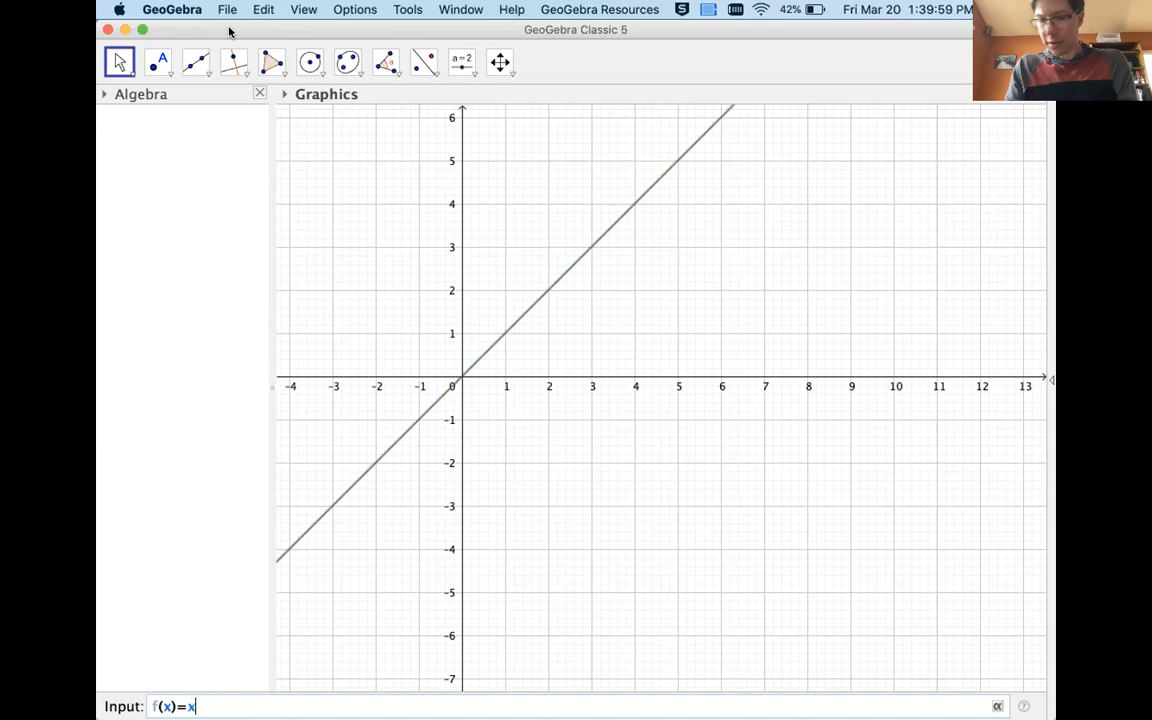 GeoGebra File Edit View Options Tools Window Help GeoGebra Resources 42% Fri Mar 20 1:39:59 PM
GeoGebra Classic 5
A
α
a=2
Algebra
Graphics
6
5
4
3
2
1
-4 -3 -2 -1 0 1 2 3 4 5 6 7 8 9 10 11 12 13
-1
-2
-3
-4
-5
-6
-7
Input: f(x)=x α ?